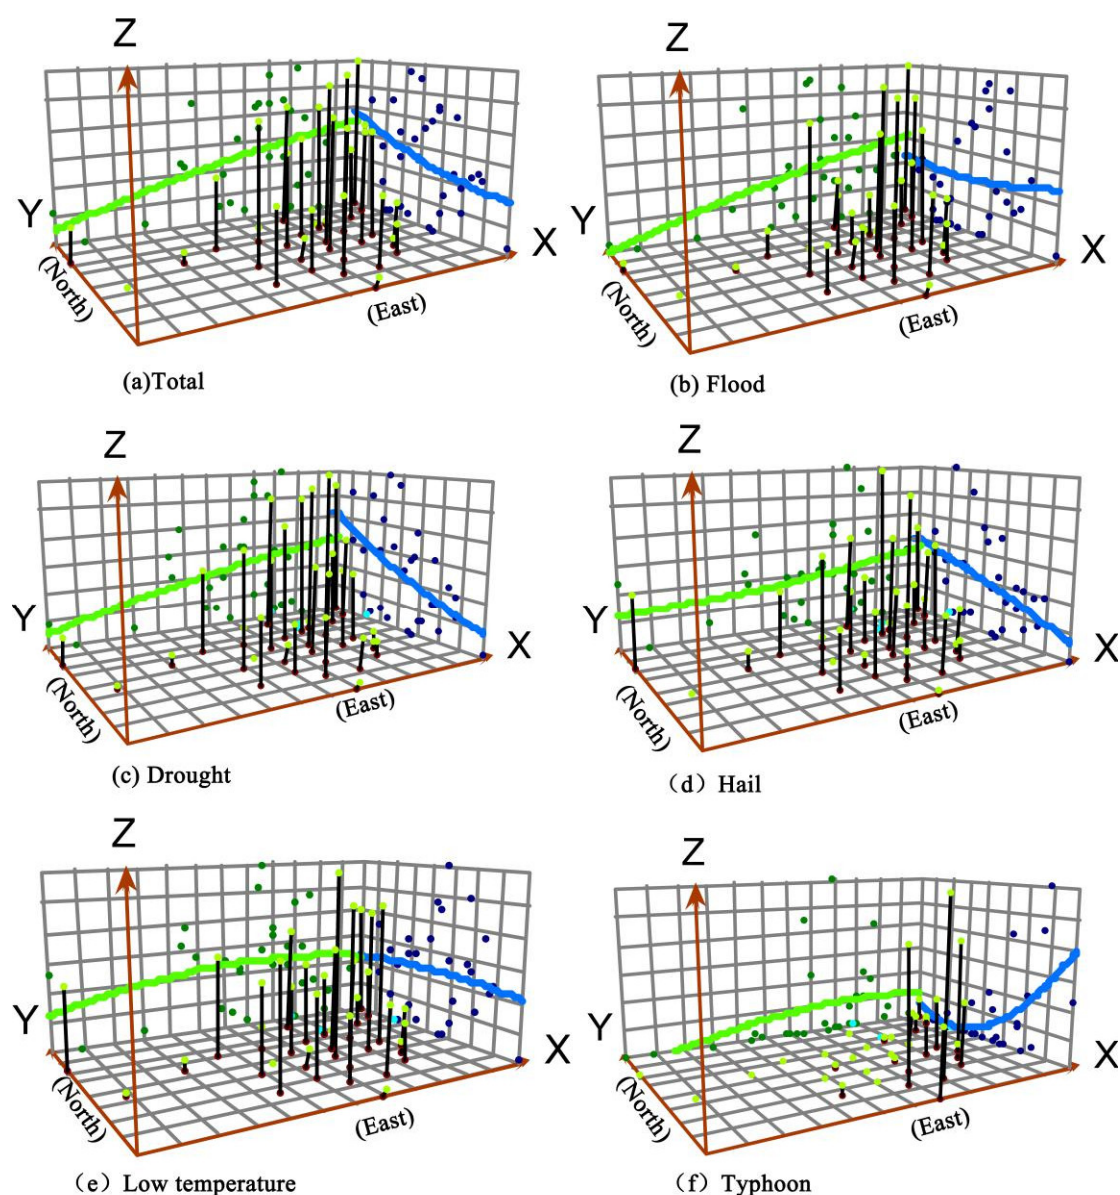 Z
Y
X
(North)
(East)
(a)Total
Z
Y
X
(North)
(East)
(b) Flood
Z
Y
X
(North)
(East)
(c) Drought
Z
Y
X
(North)
(East)
(d) Hail
Z
Y
X
(North)
(East)
(e) Low temperature
Z
Y
X
(North)
(East)
(f) Typhoon